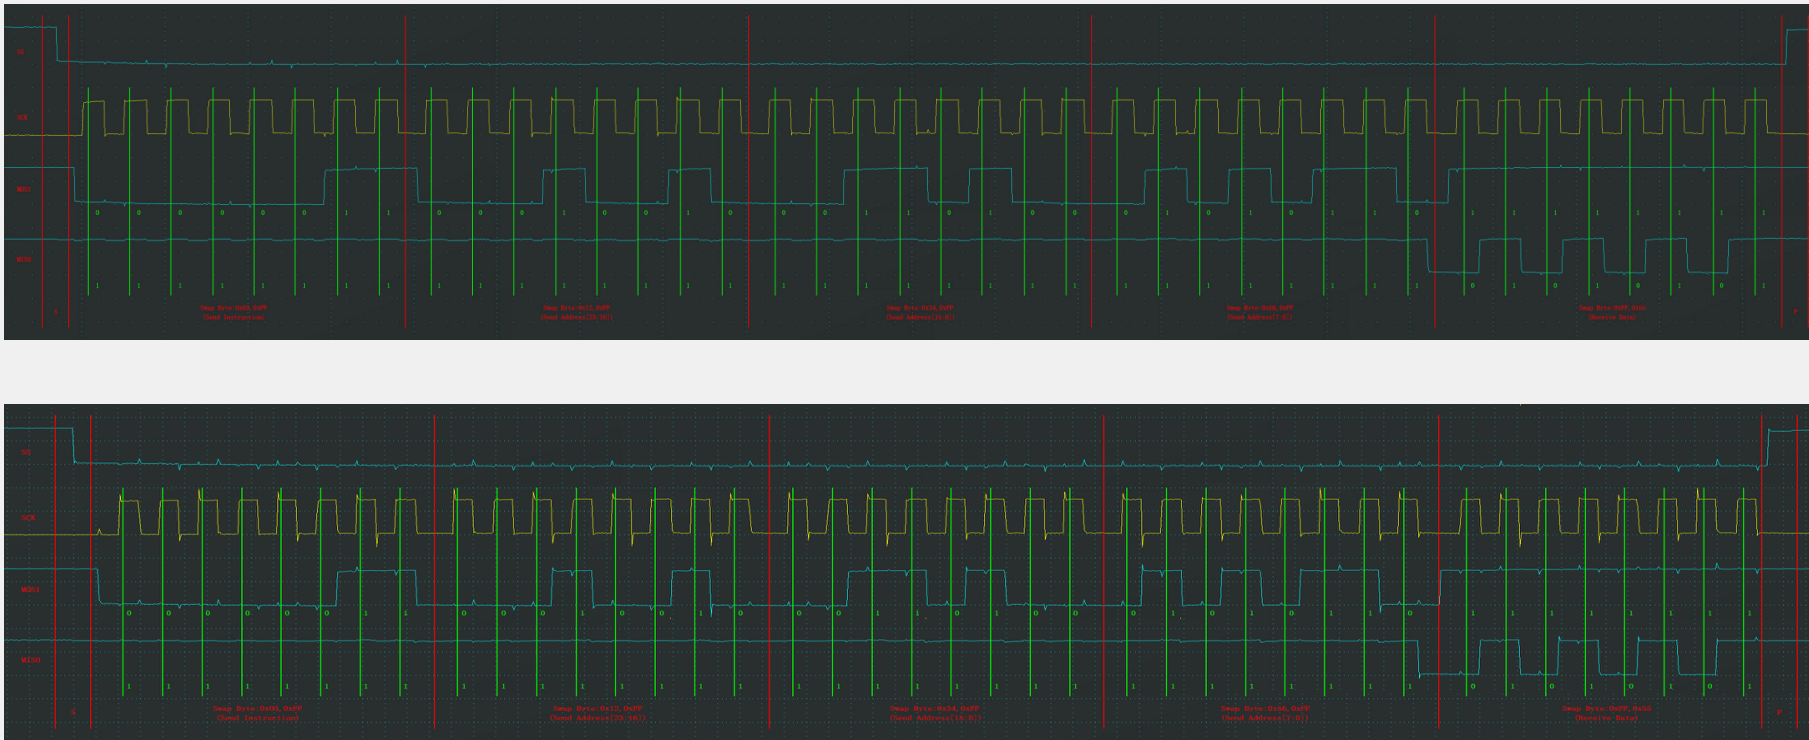 SS
SCK
MOSI
0 0 0 0 0 0 1 1 0 0 0 1 0 0 1 0 0 0 1 1 0 1 0 0 0 1 0 1 0 1 1 0 1 1 1 1 1 1 1 1
MISO
1 1 1 1 1 1 1 1 1 1 1 1 1 1 1 1 1 1 1 1 1 1 1 1 1 1 1 1 1 1 1 1 0 1 0 1 0 1 0 1
S
Swap Byte:0x03,0xFF
(Send Instruction)
Swap Byte:0x12,0xFF
(Send Address[23-16])
Swap Byte:0x34,0xFF
(Send Address[15-8])
Swap Byte:0x56,0xFF
(Send Address[7-0])
Swap Byte:0xFF,0x55
(Receive Data)
P
SS
SCK
MOSI
0 0 0 0 0 0 1 1 0 0 0 1 0 0 1 0 0 0 1 1 0 1 0 0 0 1 0 1 0 1 1 0 1 1 1 1 1 1 1 1
MISO
1 1 1 1 1 1 1 1 1 1 1 1 1 1 1 1 1 1 1 1 1 1 1 1 1 1 1 1 1 1 1 1 0 1 0 1 0 1 0 1
S
Swap Byte:0x03,0xFF
(Send Instruction)
Swap Byte:0x12,0xFF
(Send Address[23-16])
Swap Byte:0x34,0xFF
(Send Address[15-8])
Swap Byte:0x56,0xFF
(Send Address[7-0])
Swap Byte:0xFF,0x55
(Receive Data)
P